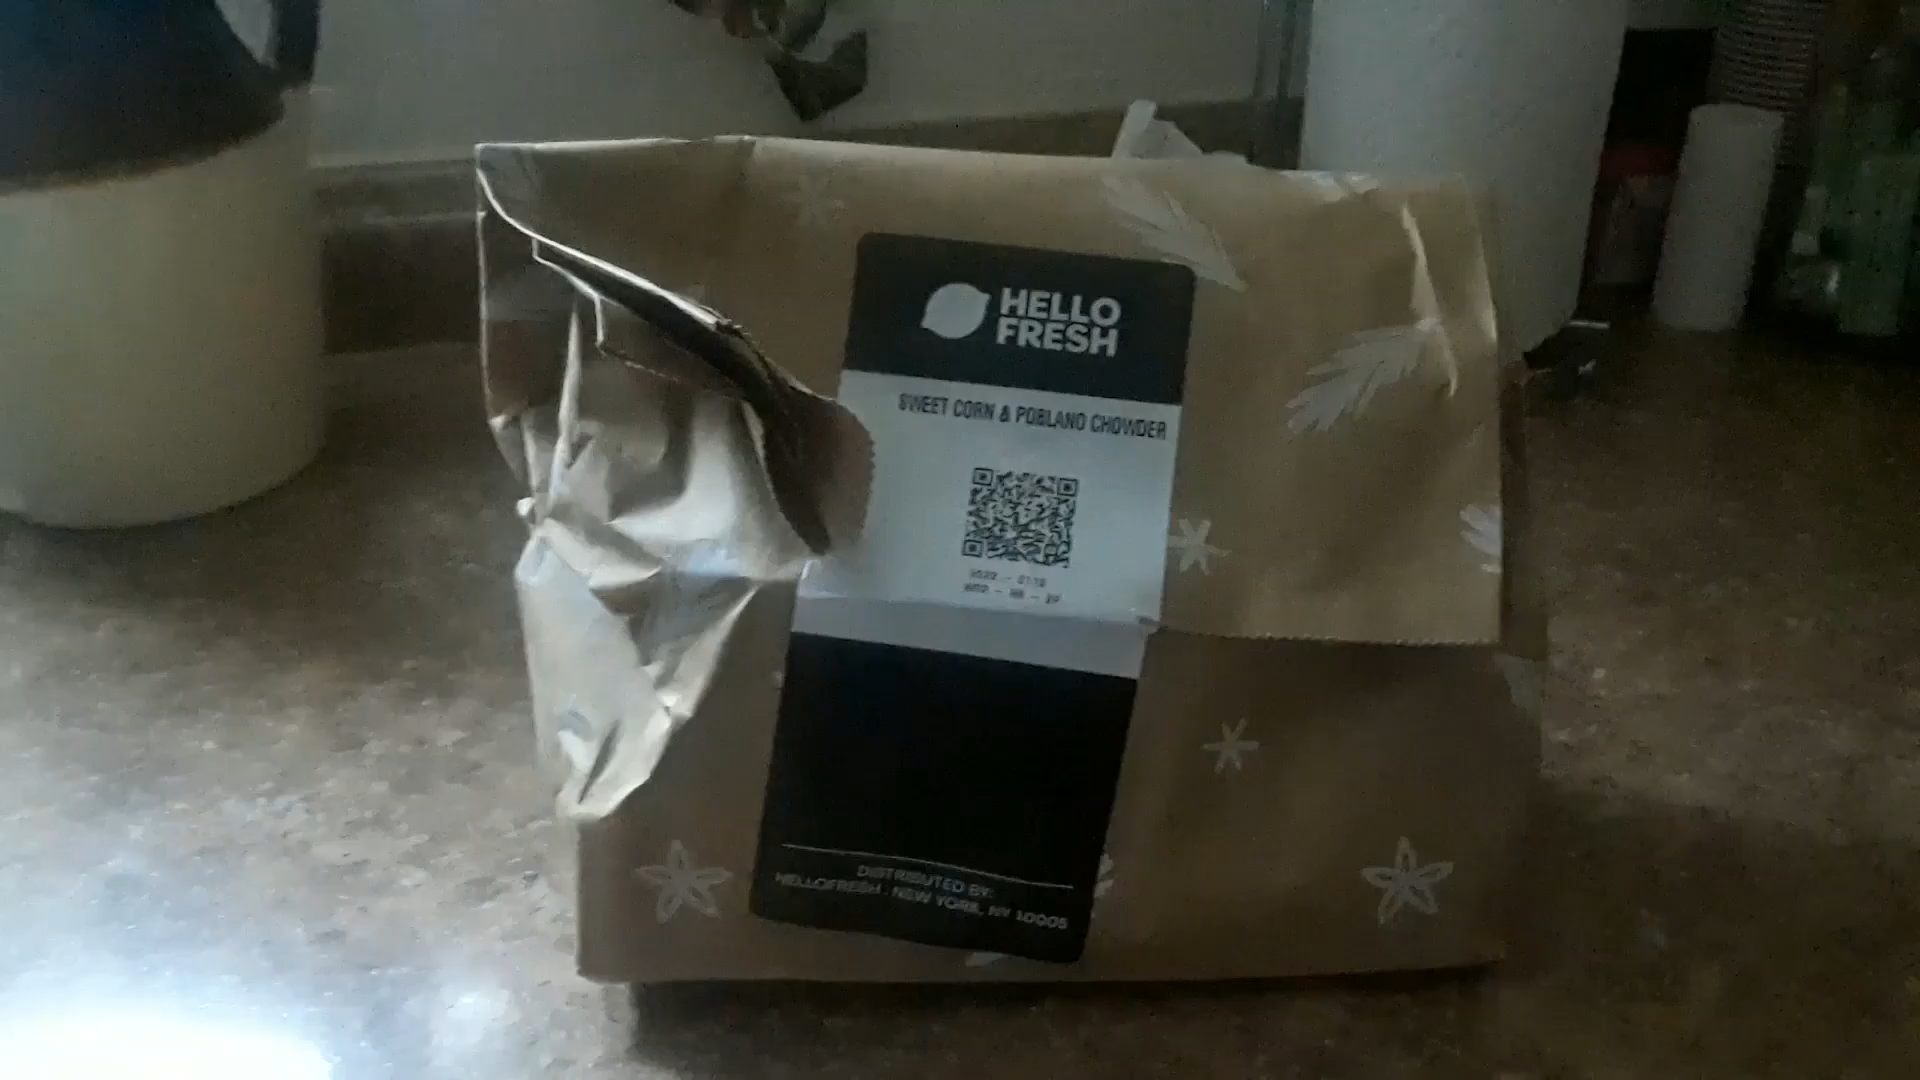 HELLO
FRESH
SWEET CORN & POBLANO CHOWDER
DISTRIBUTED BY:
HELLOFRESH - NEW YORK, NY 10005